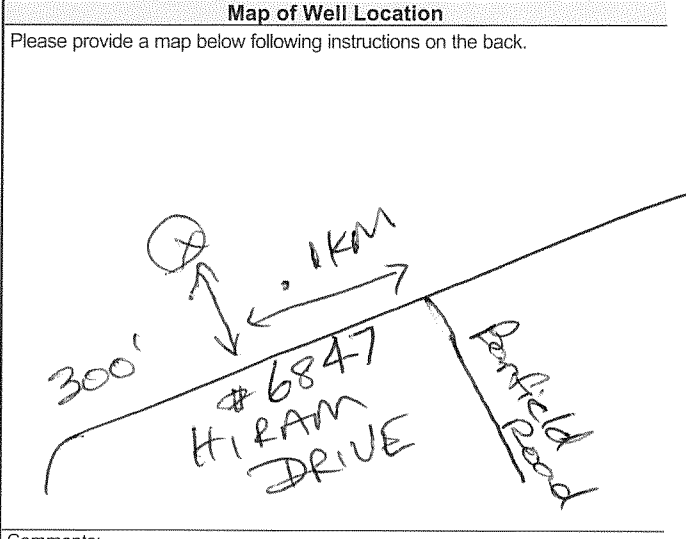 Map of Well Location
Please provide a map below following instructions on the back.
.1KM
300'
#6847
HIRAM
DRIVE
Penfield
Road
Comments: